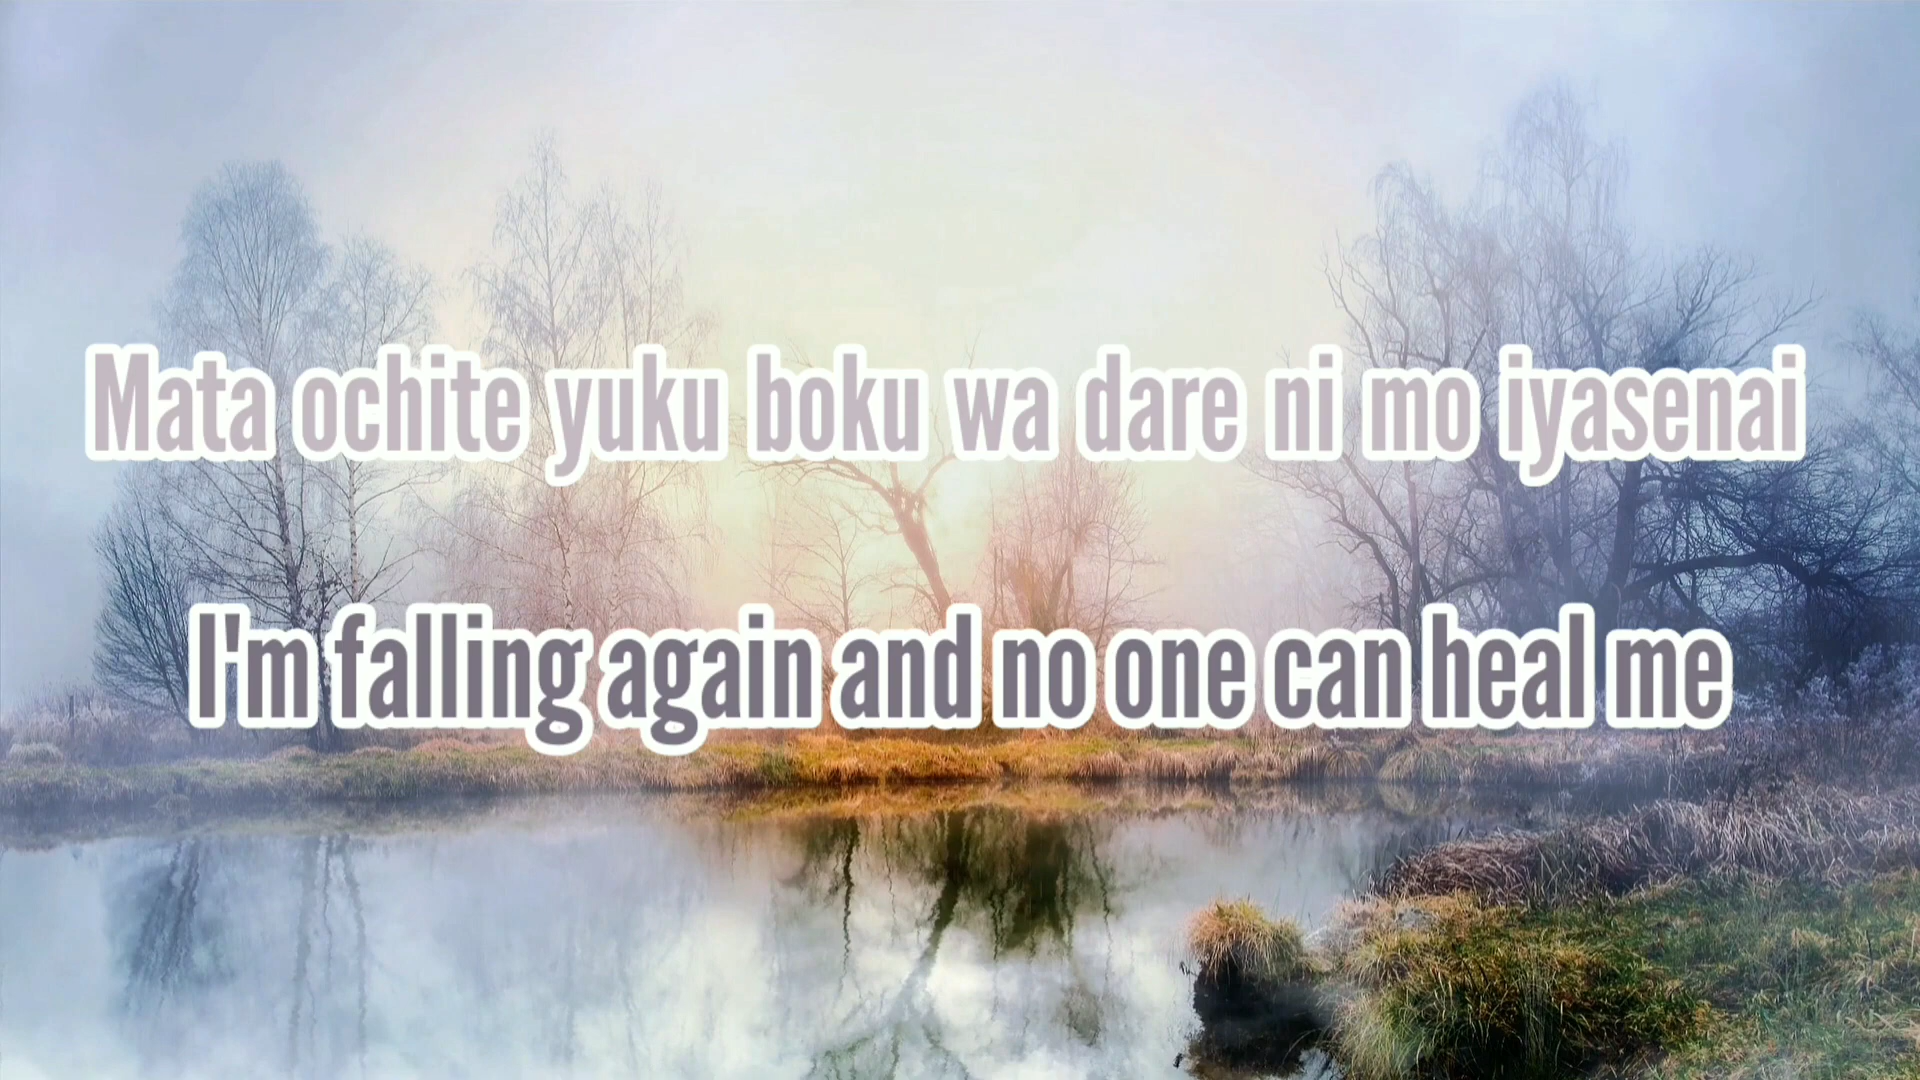 Mata ochite yuku boku wa dare ni mo iyasenai
I'm falling again and no one can heal me